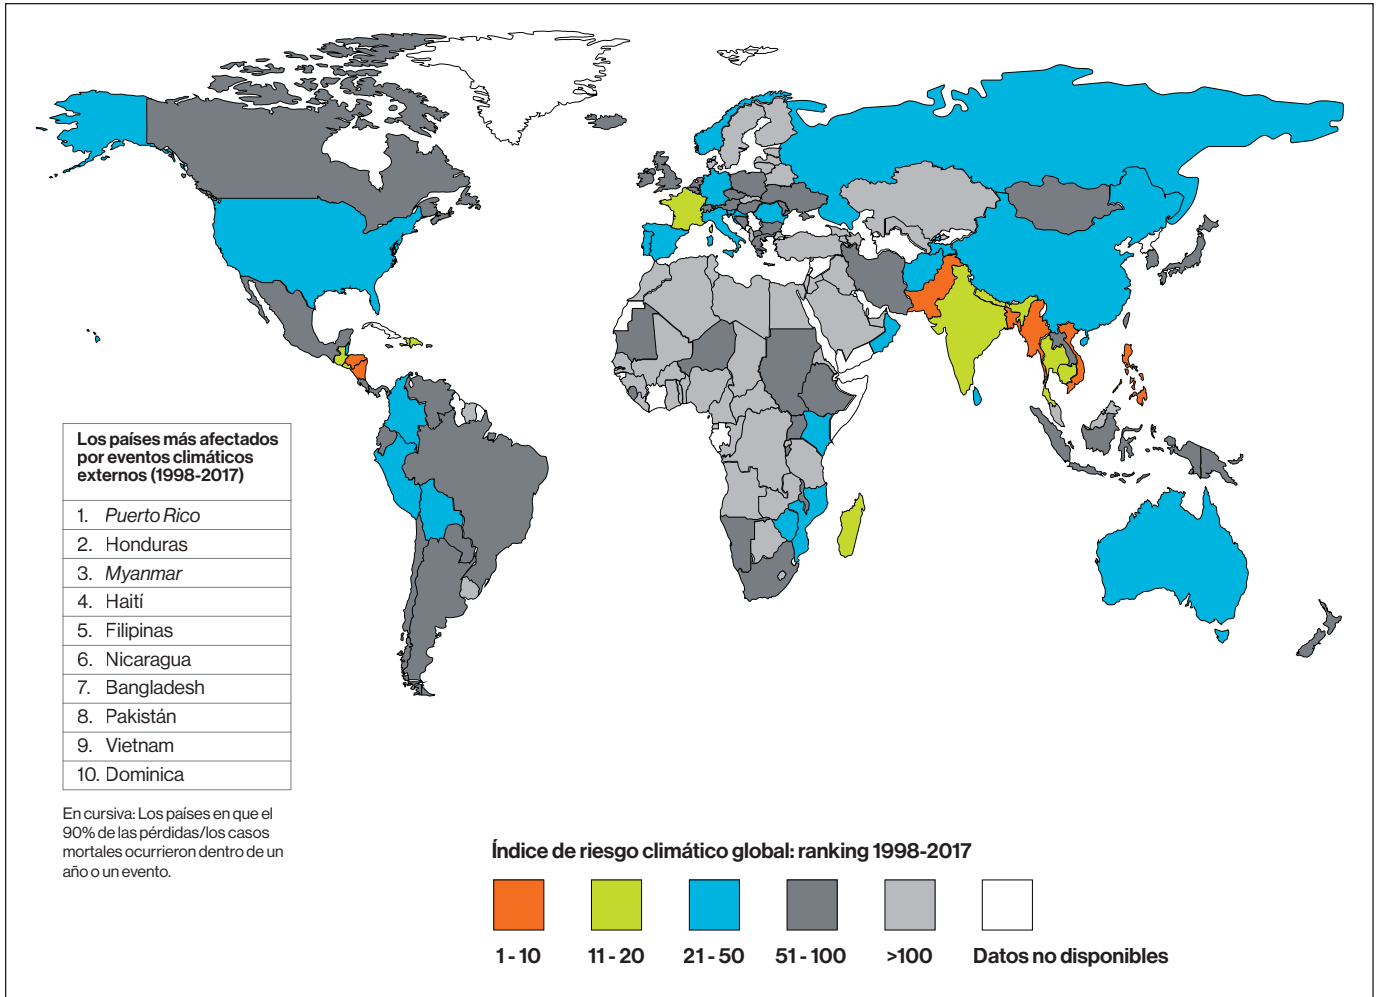 Los países más afectados
por eventos climáticos
externos (1998-2017)
1. Puerto Rico
2. Honduras
3. Myanmar
4. Haití
5. Filipinas
6. Nicaragua
7. Bangladesh
8. Pakistán
9. Vietnam
10. Dominica
En cursiva: Los países en que el
90% de las pérdidas/los casos
mortales ocurrieron dentro de un
año o un evento.
Índice de riesgo climático global: ranking 1998-2017
1 - 10
11 - 20
21 - 50
51 - 100
>100
Datos no disponibles